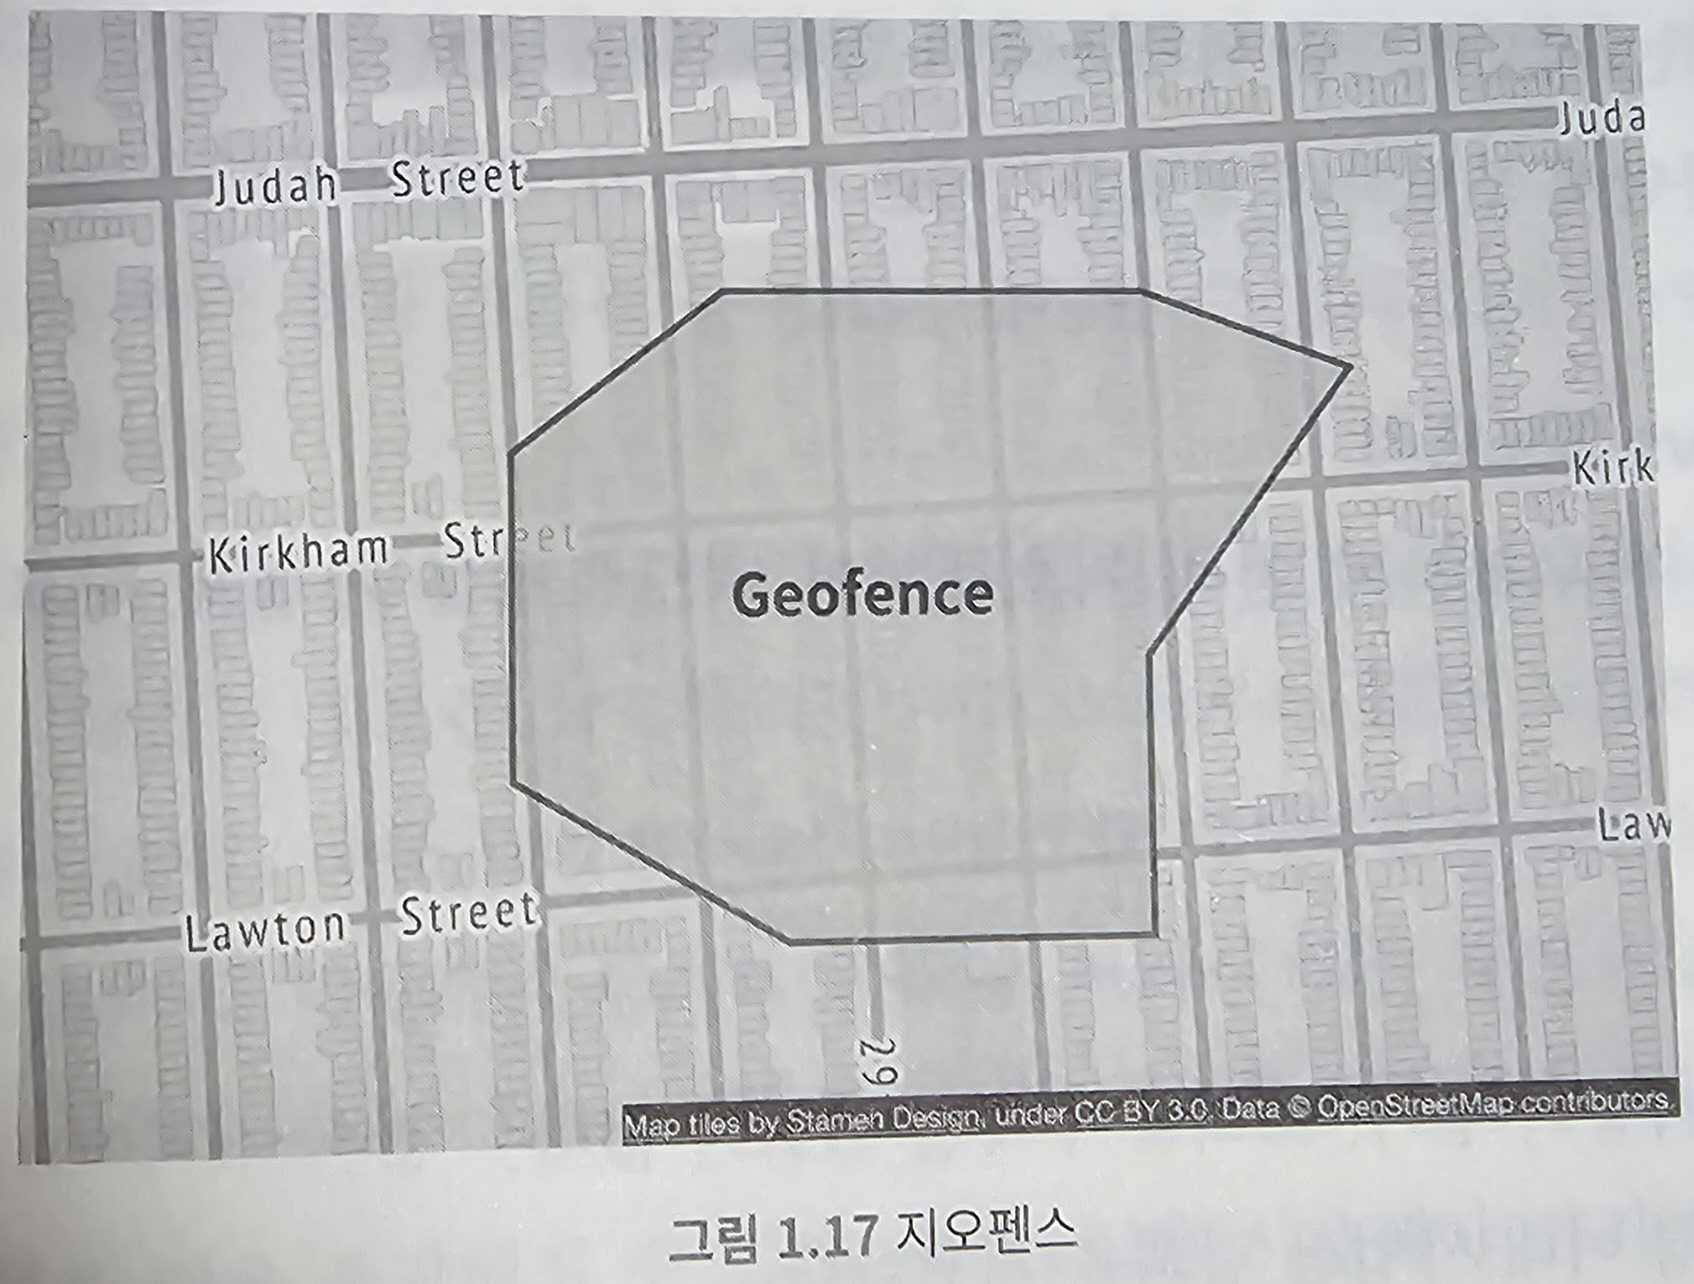 Juda
Judah Street
Kirk
Kirkham Street
Geofence
Law
Lawton Street
29
Map tiles by Stamen Design, under CC BY 3.0. Data © OpenStreetMap contributors.
그림 1.17 지오펜스